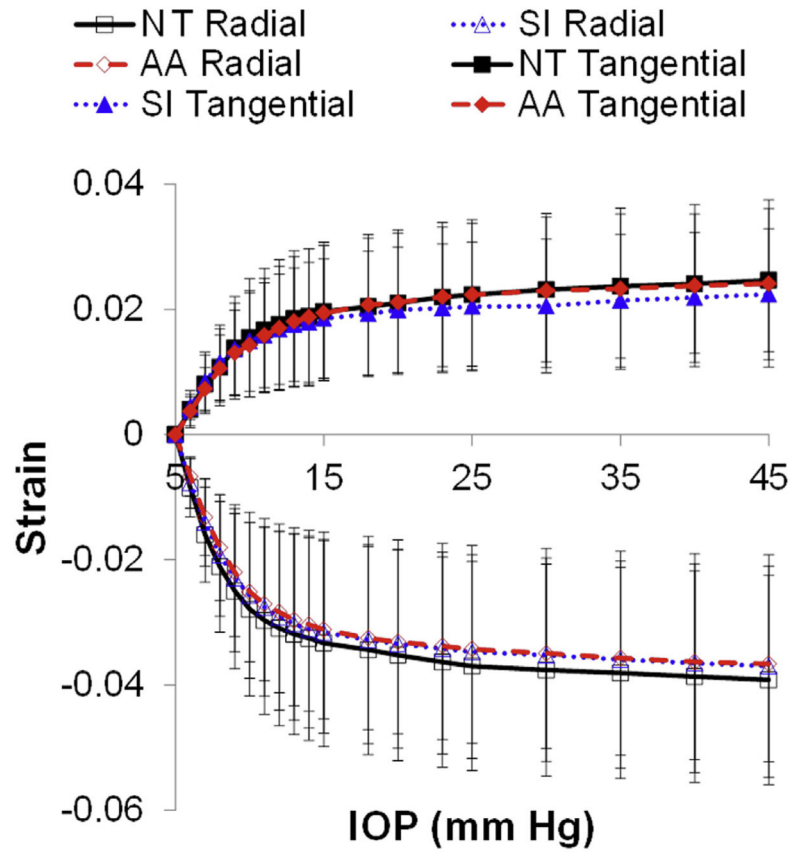 NT Radial SI Radial
AA Radial NT Tangential
SI Tangential AA Tangential
0.04
0.02
0
5 15 25 35 45
Strain
-0.02
-0.04
-0.06
IOP (mm Hg)